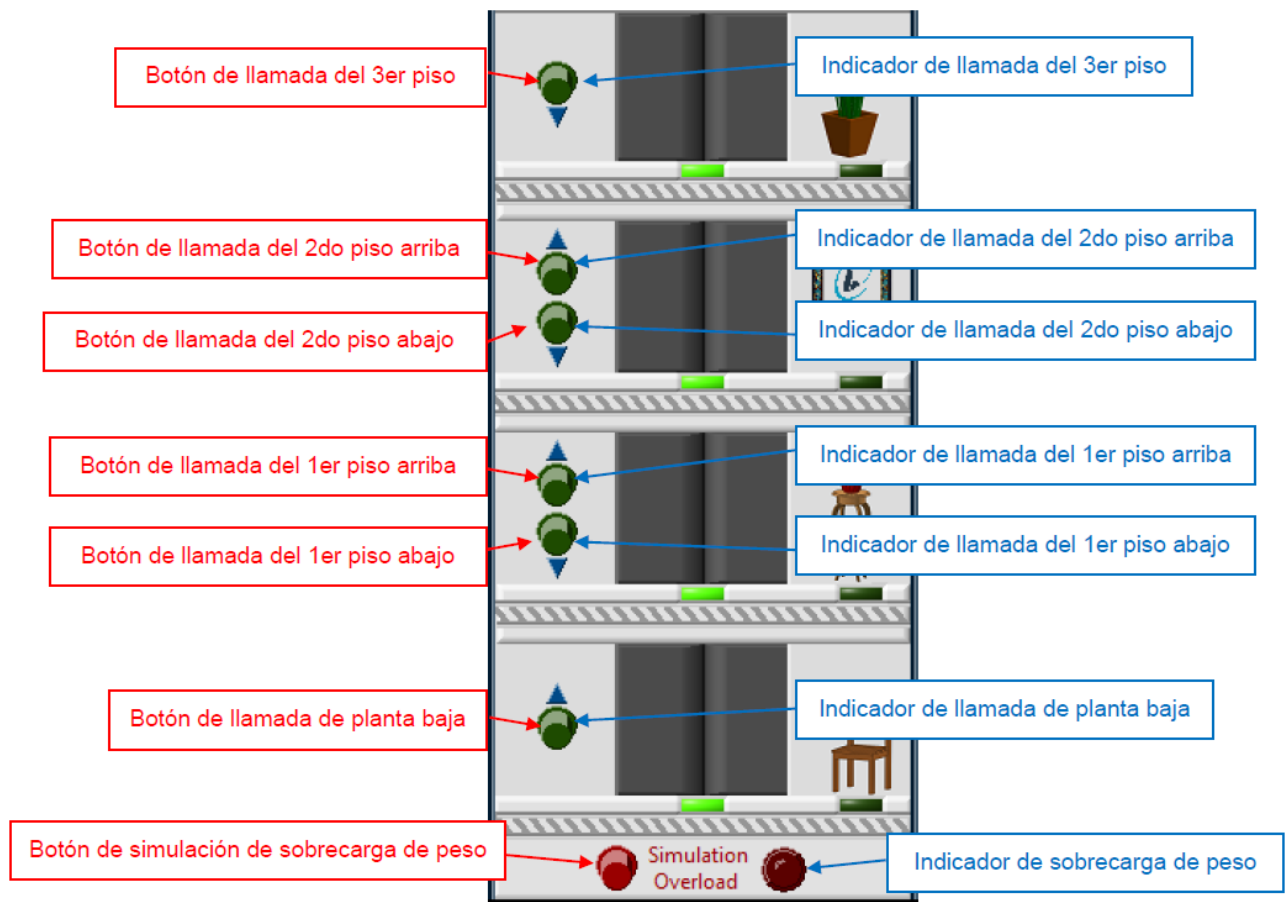 Botón de llamada del 3er piso
Indicador de llamada del 3er piso
Botón de llamada del 2do piso arriba
Indicador de llamada del 2do piso arriba
Botón de llamada del 2do piso abajo
Indicador de llamada del 2do piso abajo
Botón de llamada del 1er piso arriba
Indicador de llamada del 1er piso arriba
Botón de llamada del 1er piso abajo
Indicador de llamada del 1er piso abajo
Botón de llamada de planta baja
Indicador de llamada de planta baja
Botón de simulación de sobrecarga de peso
Simulation
Overload
Indicador de sobrecarga de peso